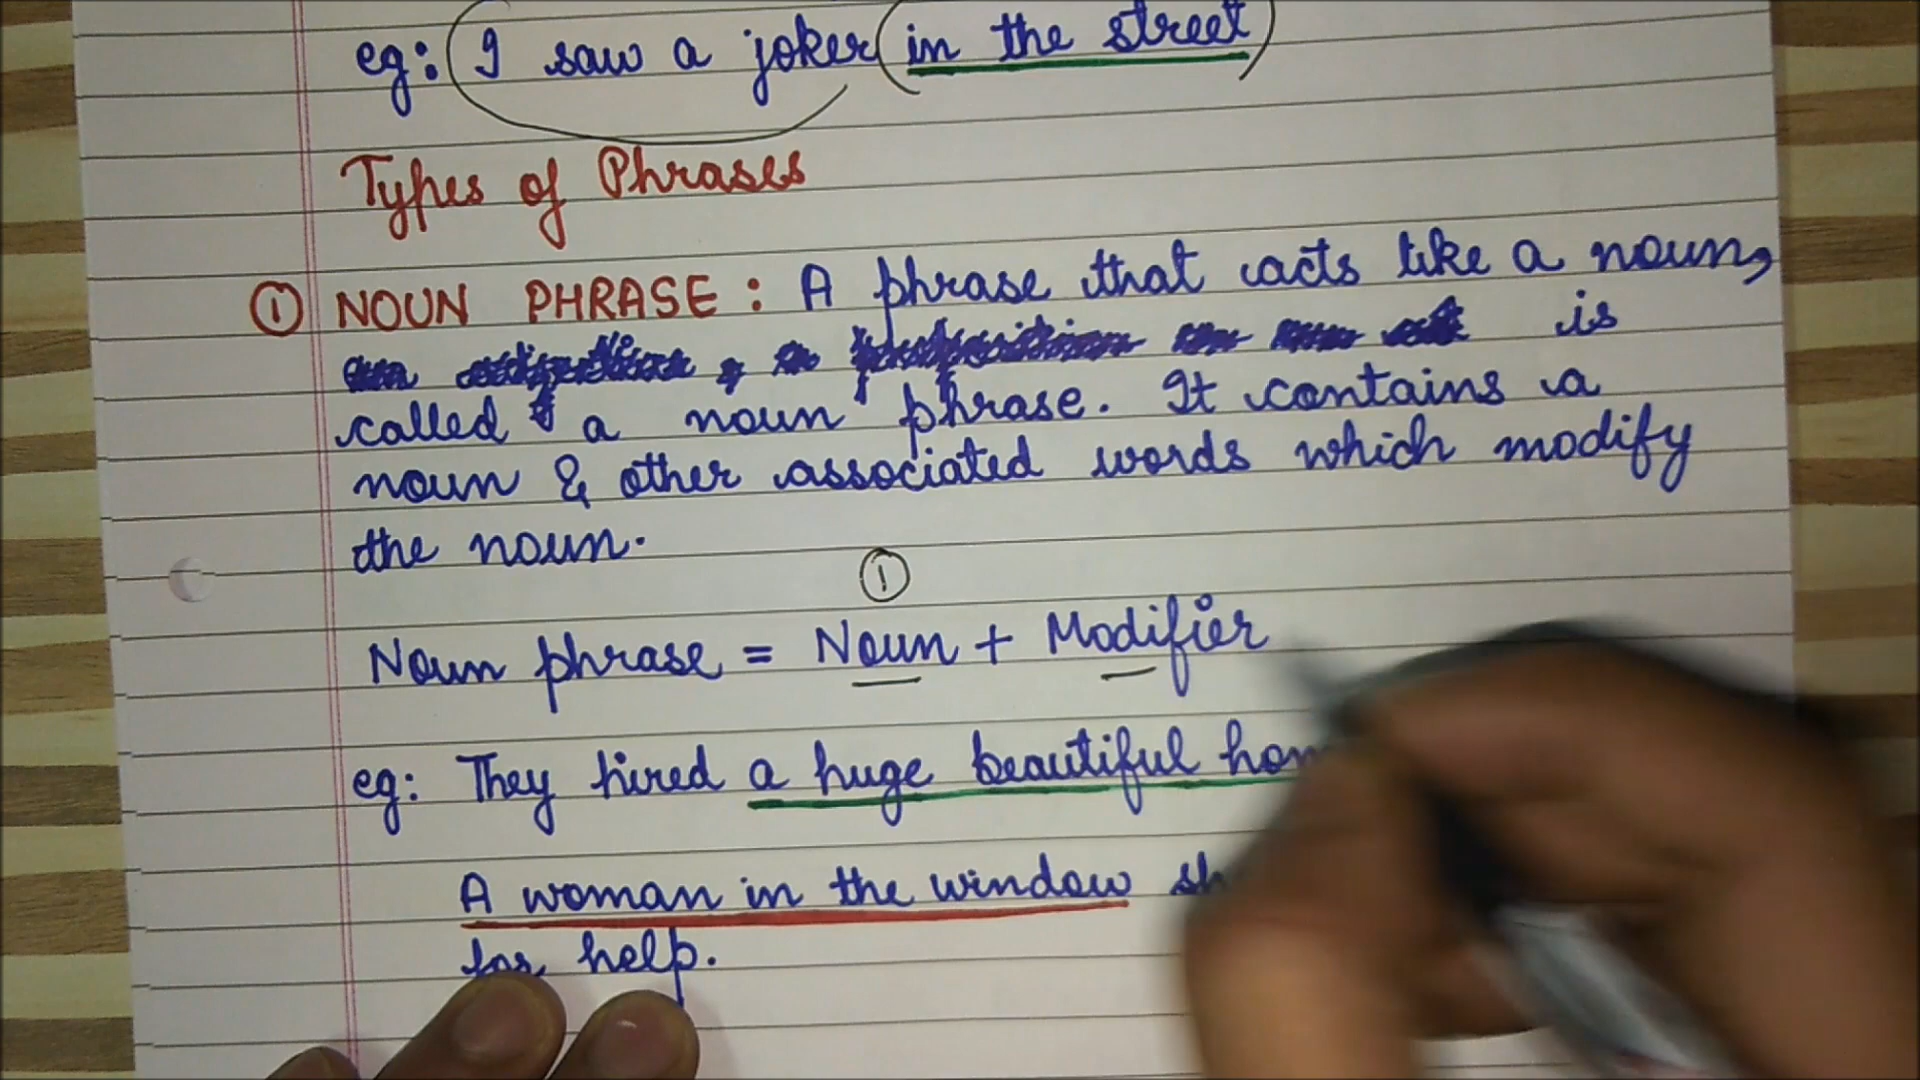 eg: I saw a joker in the street
Types of Phrases
① NOUN PHRASE: A phrase that acts like a noun,
is
called a noun phrase. It contains a
noun & other associated words which modify
the noun.
①
Noun phrase = Noun + Modifier
eg: They hired a huge beautiful
A woman in the window
for help.